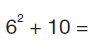 6² + 10 =